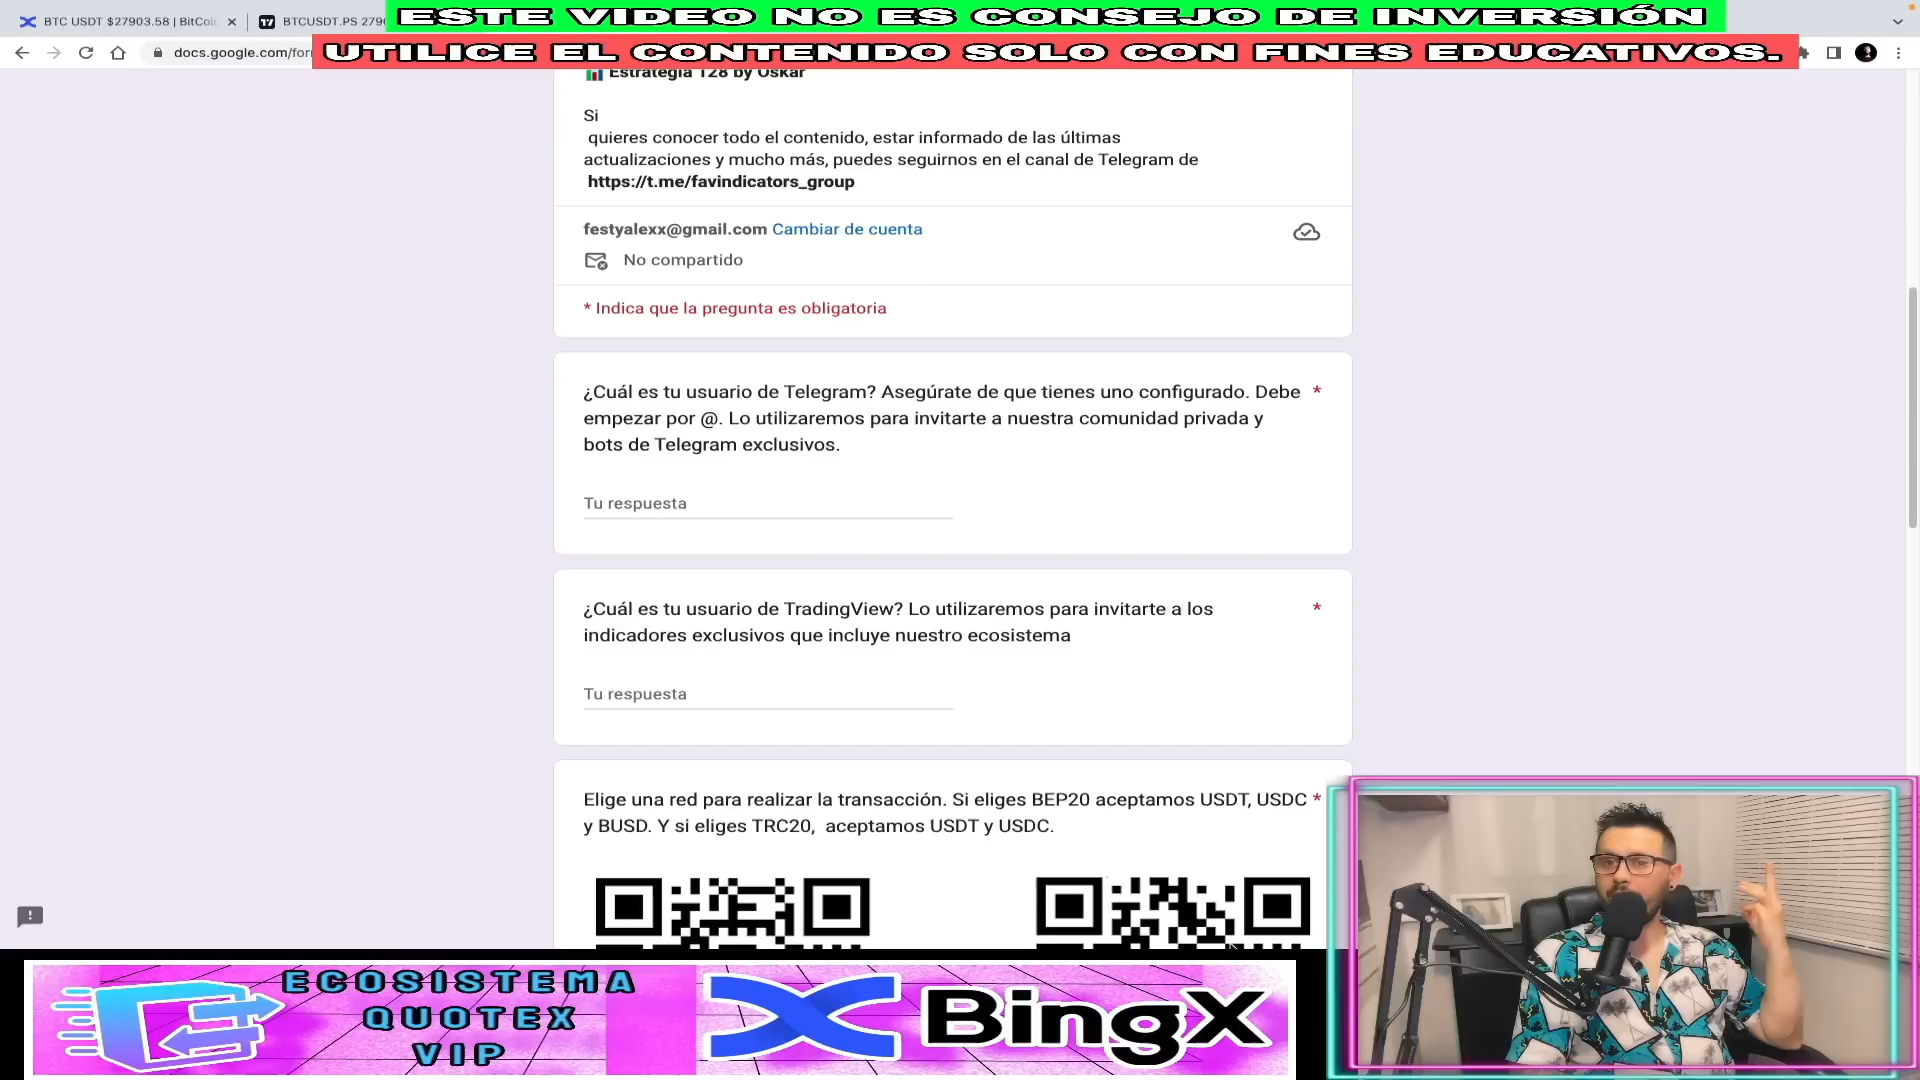 BTC USDT $27903.58 | BitCoi
BTCUSDT.PS 2790
ESTE VIDEO NO ES CONSEJO DE INVERSIÓN
docs.google.com/for
UTILICE EL CONTENIDO SOLO CON FINES EDUCATIVOS.
Estrategia 128 by Oskar
Si
quieres conocer todo el contenido, estar informado de las últimas
actualizaciones y mucho más, puedes seguirnos en el canal de Telegram de
https://t.me/favindicators_group
festyalexx@gmail.com Cambiar de cuenta
No compartido
* Indica que la pregunta es obligatoria
¿Cuál es tu usuario de Telegram? Asegúrate de que tienes uno configurado. Debe *
empezar por @. Lo utilizaremos para invitarte a nuestra comunidad privada y
bots de Telegram exclusivos.
Tu respuesta
¿Cuál es tu usuario de TradingView? Lo utilizaremos para invitarte a los *
indicadores exclusivos que incluye nuestro ecosistema
Tu respuesta
Elige una red para realizar la transacción. Si eliges BEP20 aceptamos USDT, USDC *
y BUSD. Y si eliges TRC20,  aceptamos USDT y USDC.
ECOSISTEMA
QUOTEX
VIP
BingX